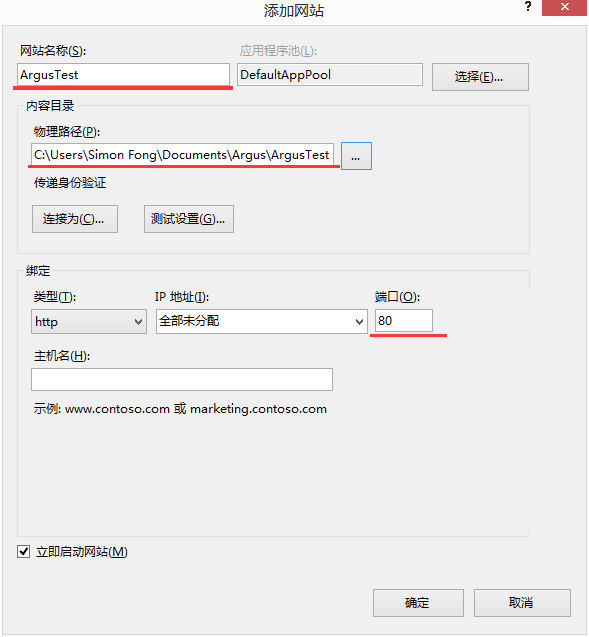 添加网站
?
网站名称(S):
应用程序池(L):
ArgusTest
DefaultAppPool
选择(E)...
内容目录
物理路径(P):
C:\Users\Simon Fong\Documents\Argus\ArgusTest
...
传递身份验证
连接为(C)...
测试设置(G)...
绑定
类型(T):
IP 地址(I):
端口(O):
http
全部未分配
80
主机名(H):
示例: www.contoso.com 或 marketing.contoso.com
立即启动网站(M)
确定
取消